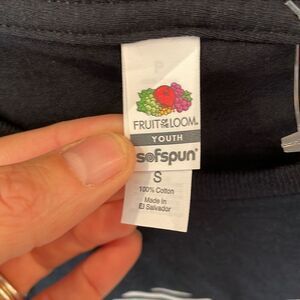 FRUIT OF THE LOOM.
YOUTH
sofspun®
S
100% Cotton
Made in
El Salvador